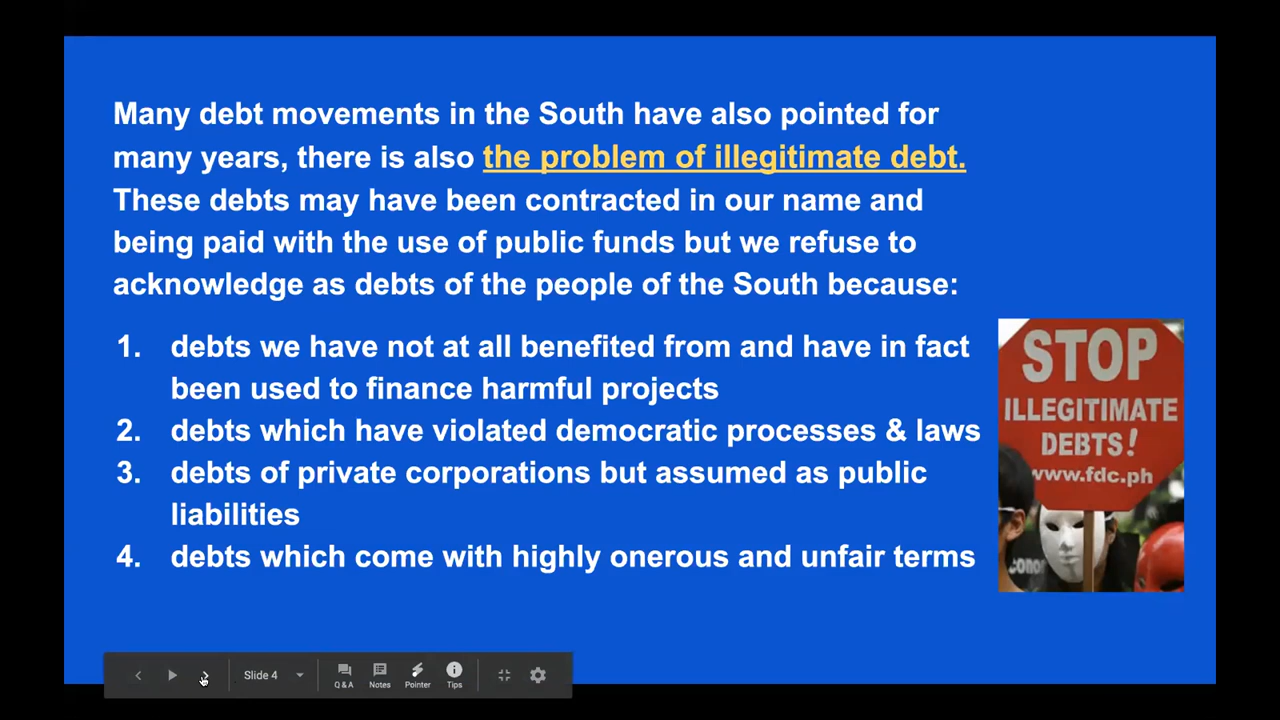 Many debt movements in the South have also pointed for
many years, there is also the problem of illegitimate debt.
These debts may have been contracted in our name and
being paid with the use of public funds but we refuse to
acknowledge as debts of the people of the South because:
1. debts we have not at all benefited from and have in fact
been used to finance harmful projects
2. debts which have violated democratic processes & laws
3. debts of private corporations but assumed as public
liabilities
4. debts which come with highly onerous and unfair terms
STOP
ILLEGITIMATE
DEBTS!
www.fdc.ph
Slide 4
Q & A
Notes
Pointer
Tips